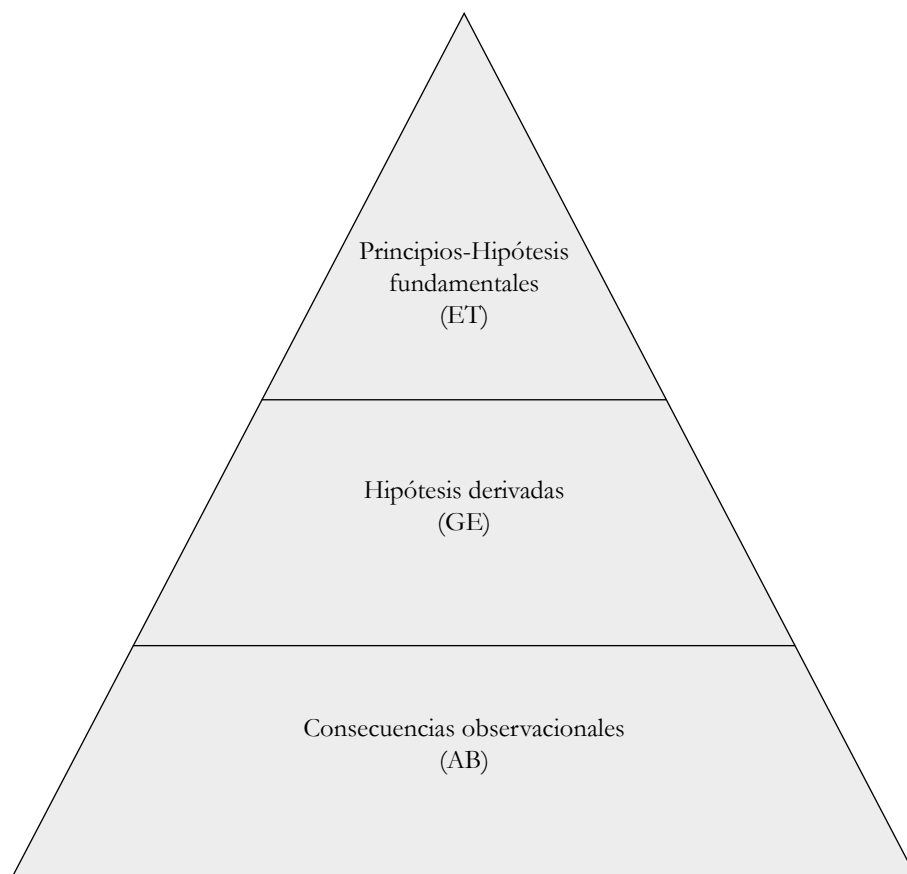 Principios-Hipótesis
fundamentales
(ET)
Hipótesis derivadas
(GE)
Consecuencias observacionales
(AB)